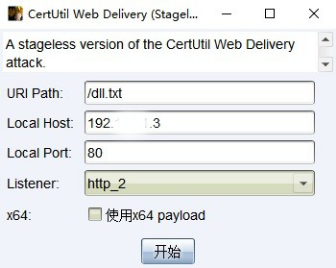 CertUtil Web Delivery (Stagel...
A stageless version of the CertUtil Web Delivery
attack.
URI Path: /dll.txt
Local Host: 192. .3
Local Port: 80
Listener: http_2
x64: 使用x64 payload
开始